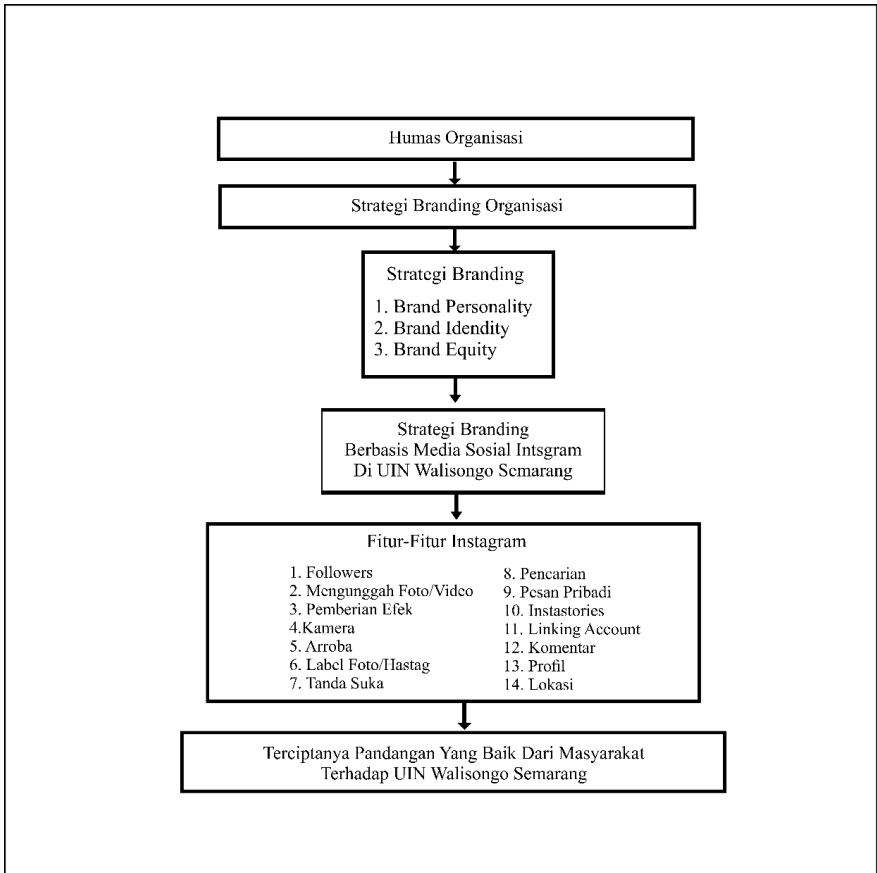 Humas Organisasi
Strategi Branding Organisasi
Strategi Branding
1. Brand Personality
2. Brand Idendity
3. Brand Equity
Strategi Branding
Berbasis Media Sosial Intsgram
Di UIN Walisongo Semarang
Fitur-Fitur Instagram
1. Followers
2. Mengunggah Foto/Video
3. Pemberian Efek
4.Kamera
5. Arroba
6. Label Foto/Hastag
7. Tanda Suka
8. Pencarian
9. Pesan Pribadi
10. Instastories
11. Linking Account
12. Komentar
13. Profil
14. Lokasi
Terciptanya Pandangan Yang Baik Dari Masyarakat
Terhadap UIN Walisongo Semarang